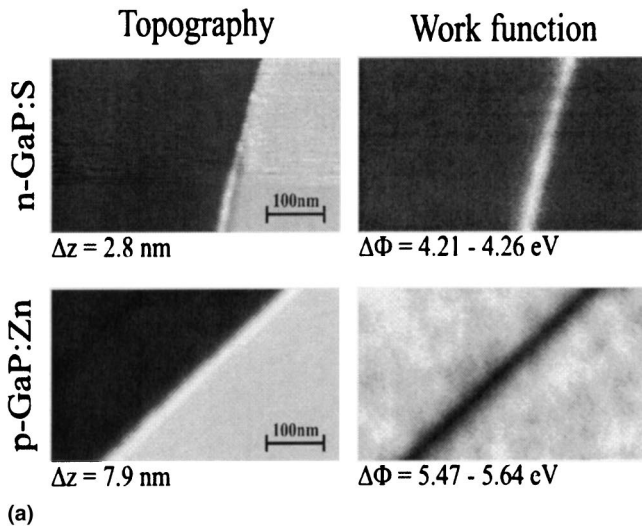 Topography
Work function
n-GaP:S
100nm
Δz = 2.8 nm
ΔΦ = 4.21 - 4.26 eV
p-GaP:Zn
100nm
Δz = 7.9 nm
ΔΦ = 5.47 - 5.64 eV
(a)